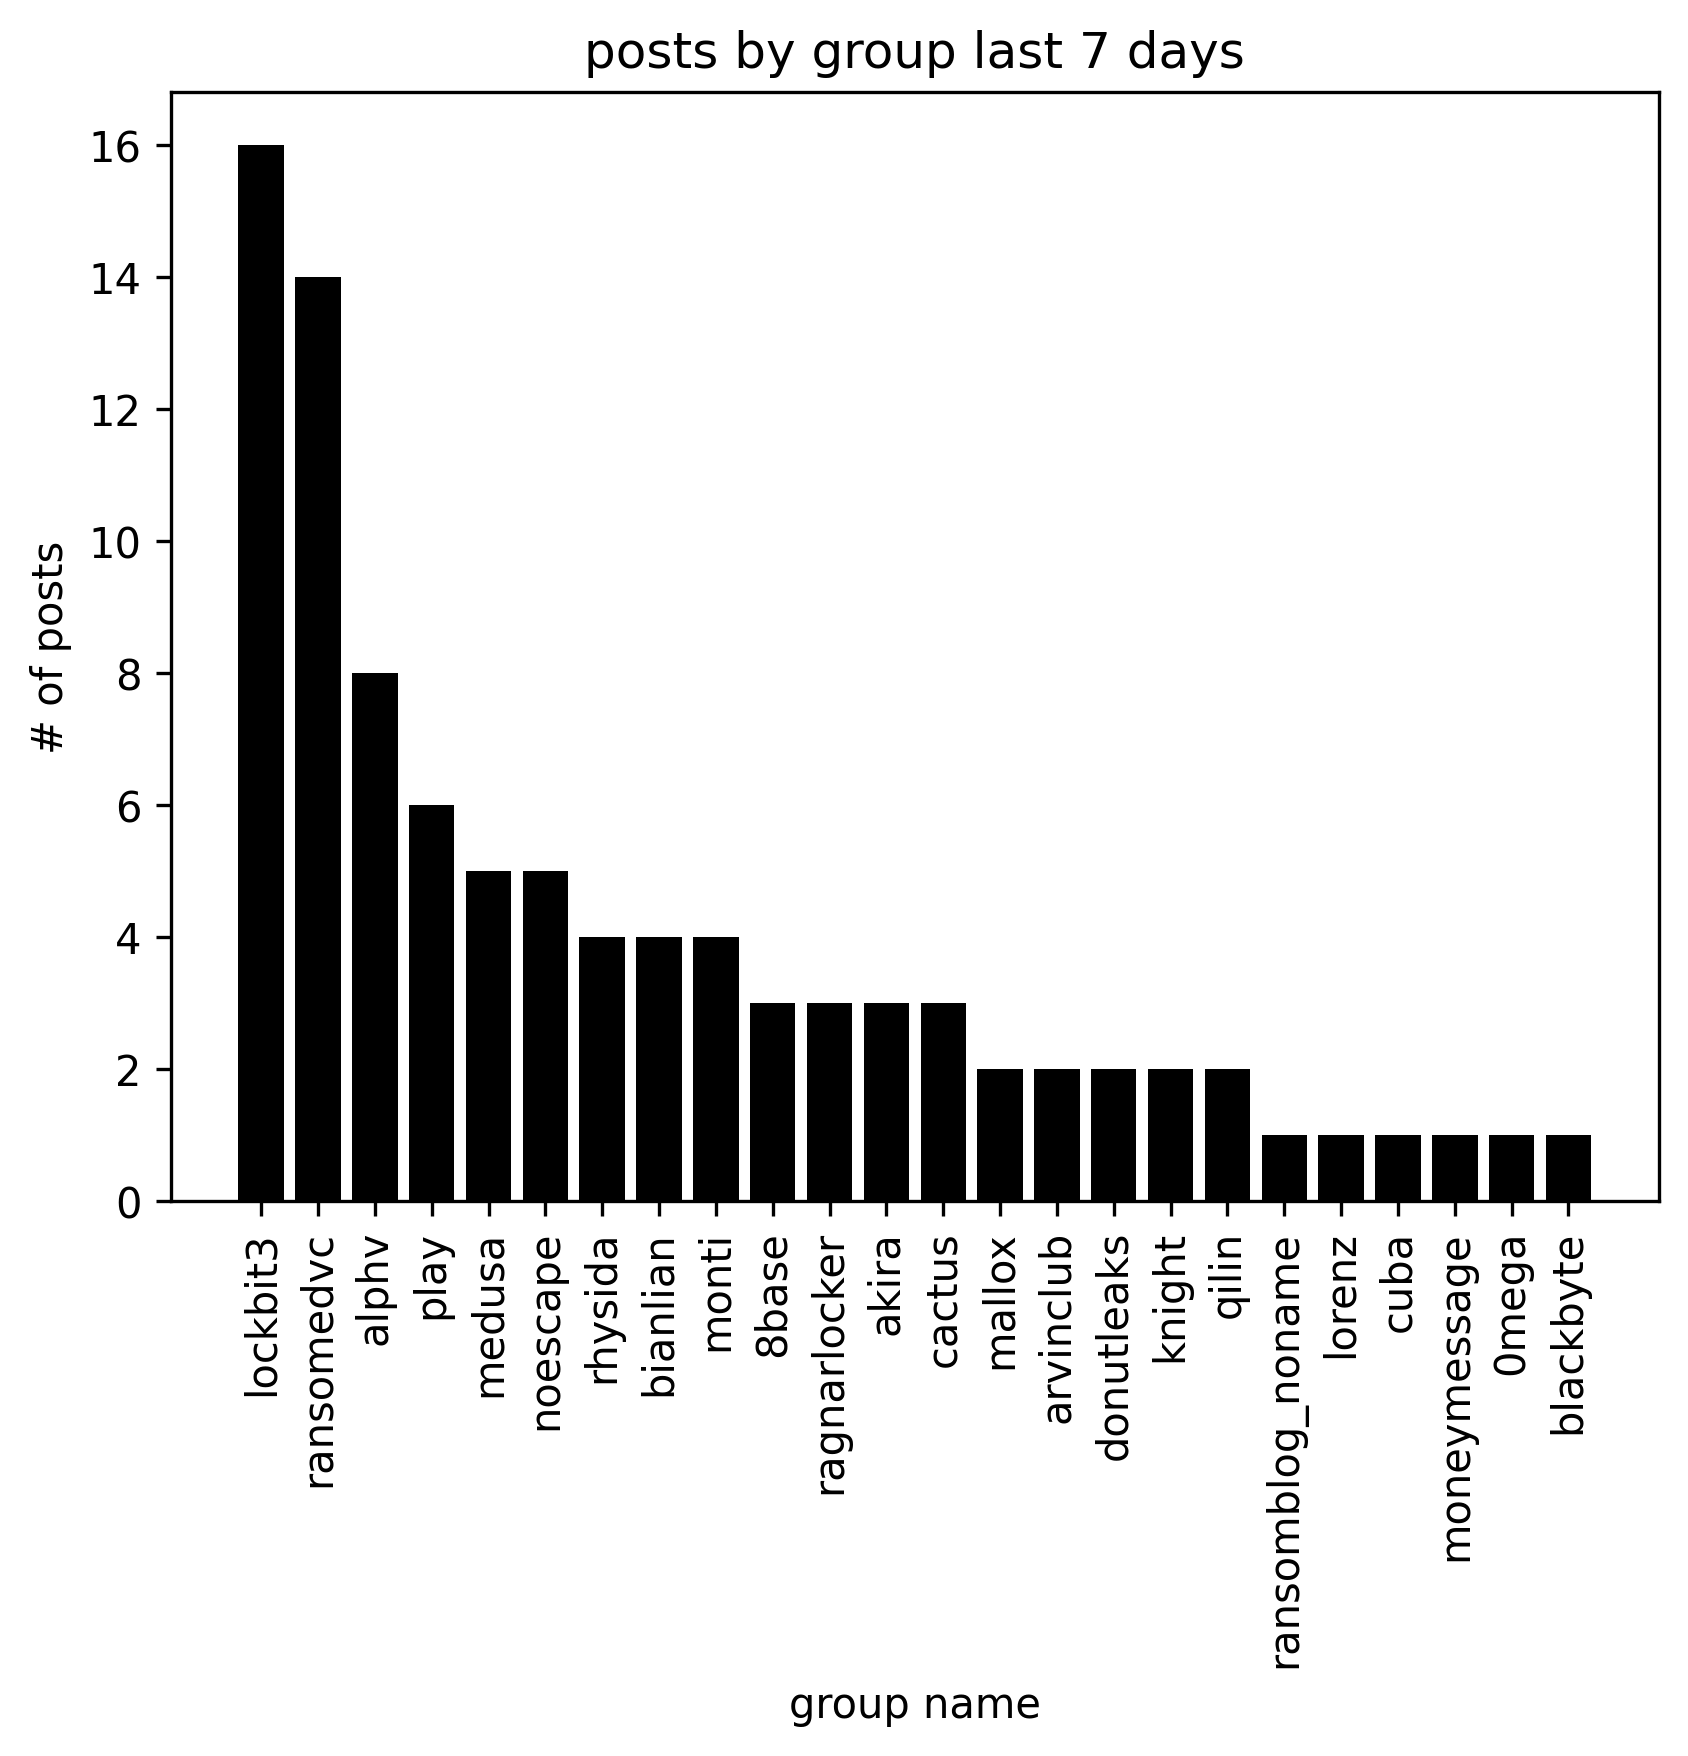 posts by group last 7 days
16
14
12
10
8
6
4
2
0
# of posts
lockbit3
ransomedvc
alphv
play
medusa
noescape
rhysida
bianlian
monti
8base
ragnarlocker
akira
cactus
mallox
arvinclub
donutleaks
knight
qilin
ransomblog_noname
lorenz
cuba
moneymessage
0mega
blackbyte
group name